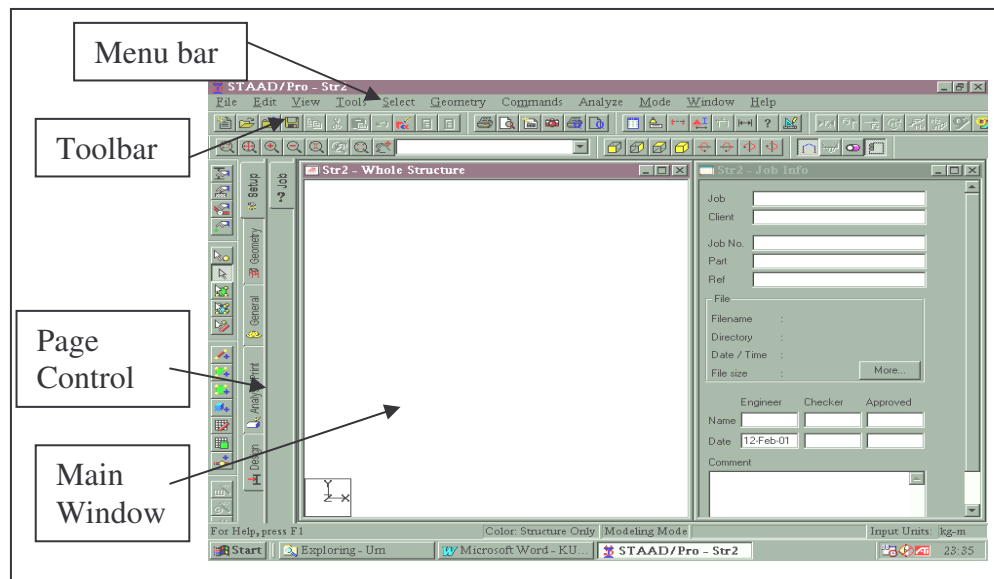 Menu bar
STAAD/Pro - Str2
File Edit View Tools Select Geometry Commands Analyze Mode Window Help
Toolbar
Str2 - Whole Structure
Str2 - Job Info
Setup
Job
?
Geometry
General
Analysis/Print
Design
Page
Control
Main
Window
Job
Client
Job No.
Part
Ref
File
Filename :
Directory :
Date / Time :
File size :
More...
Engineer Checker Approved
Name
Date 12-Feb-01
Comment
Y
Z X
For Help, press F1
Color: Structure Only
Modeling Mode
Input Units: kg-m
Start
Exploring - Um
Microsoft Word - KU...
STAAD/Pro - Str2
23:35